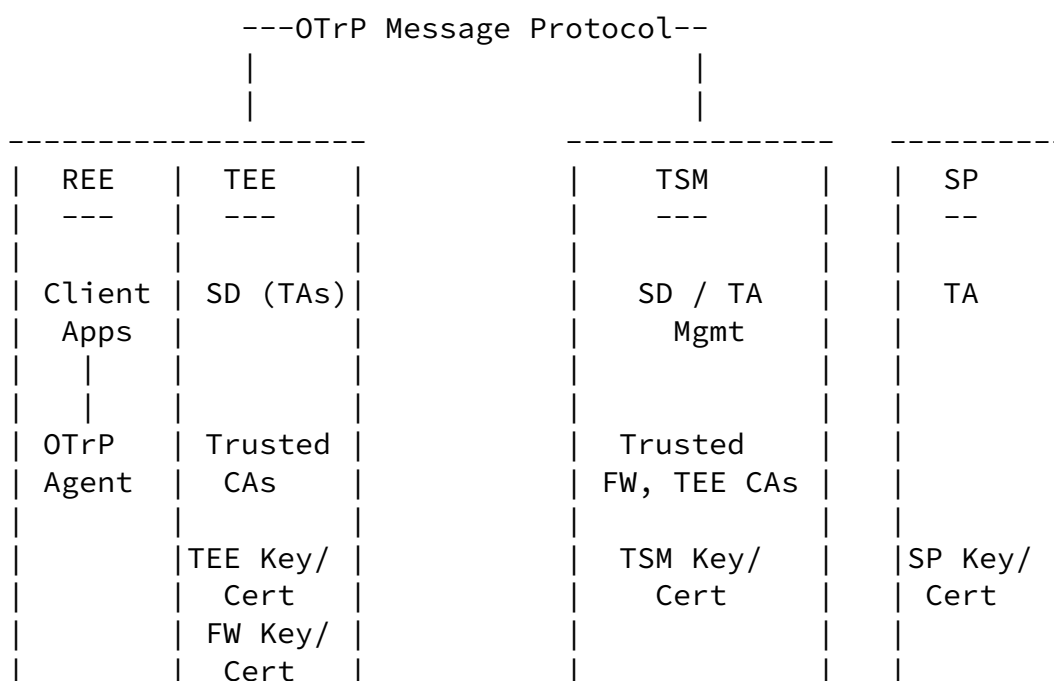 ---OTrP Message Protocol--
|                         |
|                         |
--------------------           ---------------   ----------
|  REE  |  TEE    |           |    TSM      |   |  SP
|  ---  |  ---    |           |    ---      |   |  --
|       |         |           |             |   |
| Client | SD (TAs)|           |   SD / TA   |   |  TA
|  Apps |         |           |     Mgmt    |   |
|   |   |         |           |             |   |
|   |   |         |           |             |   |
| OTrP  | Trusted |           |  Trusted    |   |
| Agent |  CAs    |           | FW, TEE CAs |   |
|       |         |           |             |   |
|       |TEE Key/ |           |  TSM Key/   |   |SP Key/
|       |  Cert   |           |    Cert     |   | Cert
|       | FW Key/ |           |             |   |
|       |  Cert   |           |             |   |